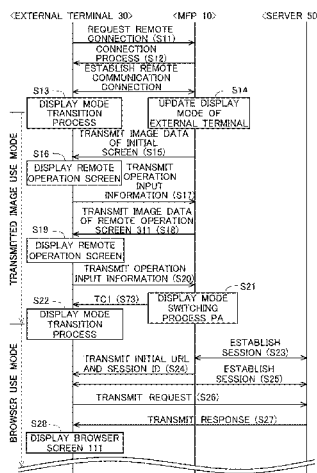 <EXTERNAL TERMINAL 30>
<MFP 10>
<SERVER 50
REQUEST REMOTE
CONNECTION (S11)
CONNECTION
PROCESS (S12)
ESTABLISH REMOTE
COMMUNICATION
CONNECTION
S13
S14
DISPLAY MODE
TRANSITION
PROCESS
UPDATE DISPLAY
MODE OF
EXTERNAL TERMINAL
TRANSMIT IMAGE DATA
OF INITIAL
SCREEN (S15)
S16
DISPLAY REMOTE
OPERATION SCREEN
TRANSMIT
OPERATION
INPUT
INFORMATION (S17)
TRANSMIT IMAGE DATA
OF REMOTE OPERATION
SCREEN 311 (S18)
S19
DISPLAY REMOTE
OPERATION SCREEN
TRANSMIT OPERATION
INPUT INFORMATION (S20)
S21
S22
TC1 (S73)
DISPLAY MODE
SWITCHING
PROCESS PA
DISPLAY MODE
TRANSITION
PROCESS
TRANSMITTED IMAGE USE MODE
ESTABLISH
SESSION (S23)
TRANSMIT INITIAL URL
AND SESSION ID (S24)
ESTABLISH
SESSION (S25)
TRANSMIT REQUEST (S26)
TRANSMIT RESPONSE (S27)
S28
DISPLAY BROWSER
SCREEN 111
BROWSER USE MODE